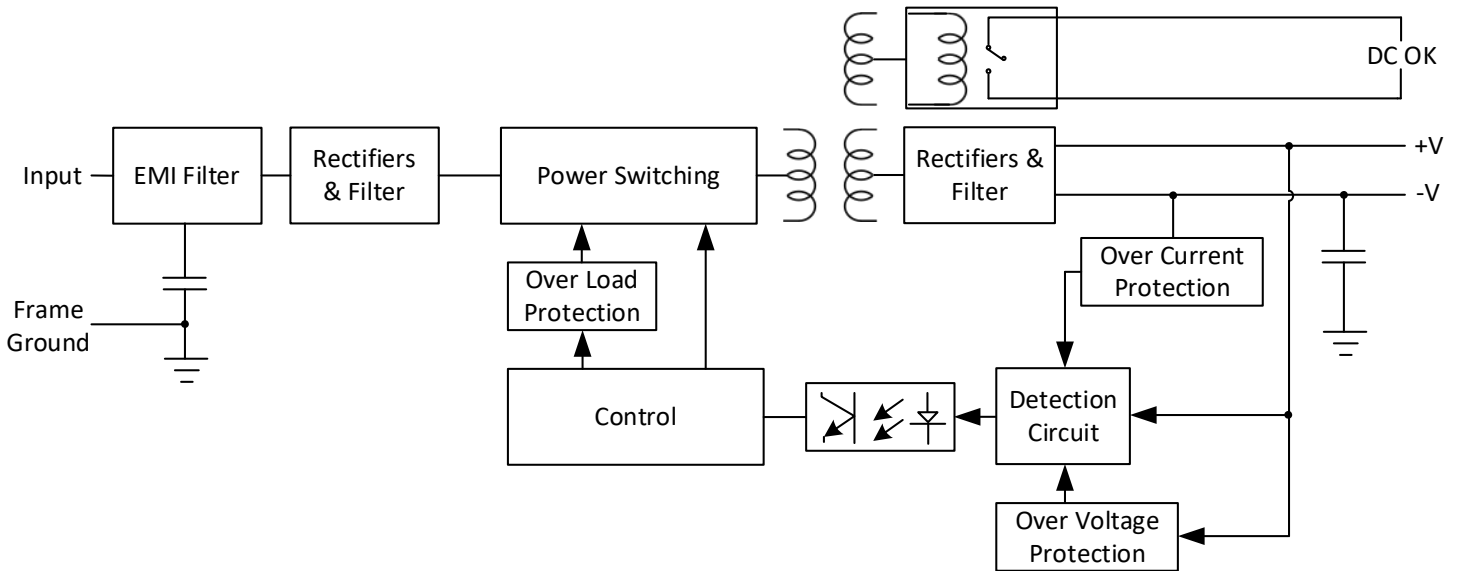 DC OK
Input
EMI Filter
Rectifiers
& Filter
Power Switching
Rectifiers &
Filter
+V
-V
Over Load
Protection
Over Current
Protection
Frame
Ground
Control
Detection
Circuit
Over Voltage
Protection